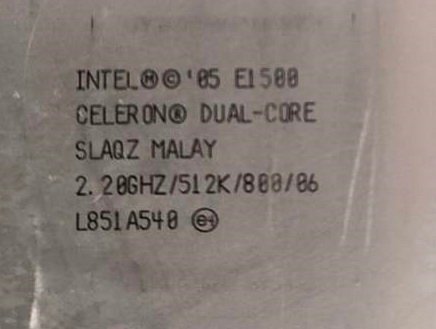 INTEL®©'05 E1500
CELERON® DUAL-CORE
SLAQZ MALAY
2.20GHZ/512K/800/06
L851A540 e4